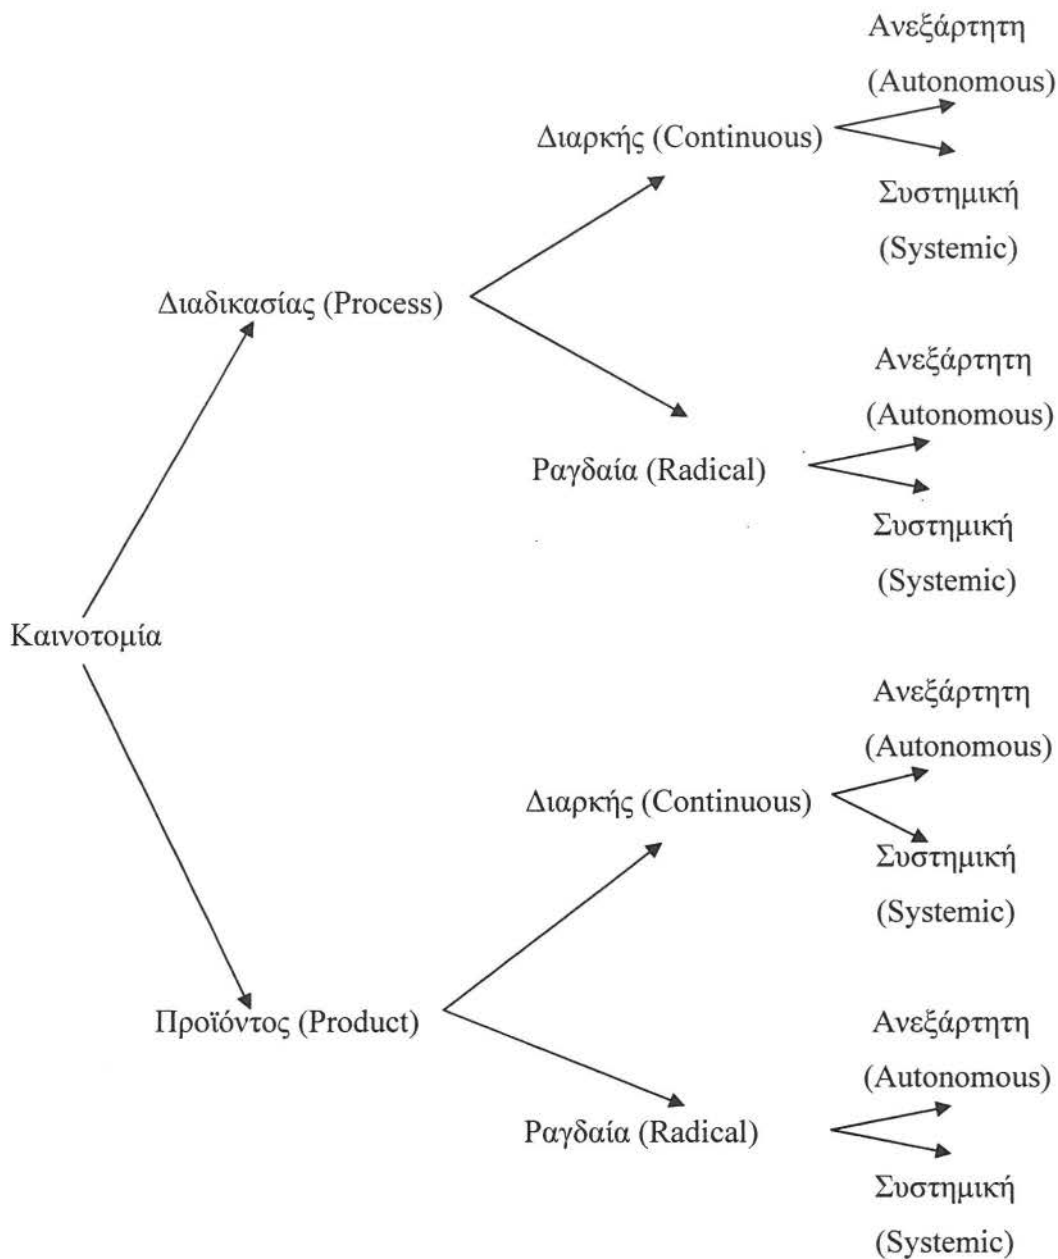 Ανεξάρτητη
(Autonomous)
Διαρκής (Continuous)
Συστημική
(Systemic)
Διαδικασίας (Process)
Ανεξάρτητη
(Autonomous)
Ραγδαία (Radical)
Συστημική
(Systemic)
Καινοτομία
Ανεξάρτητη
(Autonomous)
Διαρκής (Continuous)
Συστημική
(Systemic)
Προϊόντος (Product)
Ανεξάρτητη
(Autonomous)
Ραγδαία (Radical)
Συστημική
(Systemic)